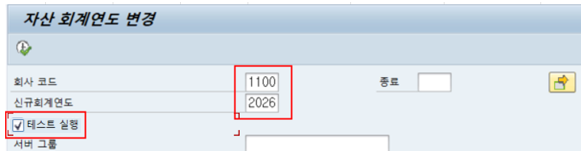 자산 회계연도 변경
회사 코드 1100 종료
신규회계연도 2026
테스트 실행
서버 그룹